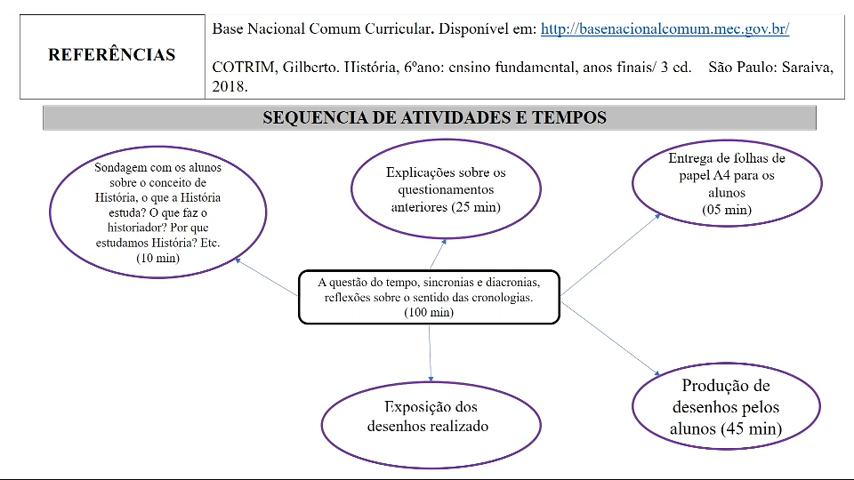 REFERÊNCIAS
Base Nacional Comum Curricular. Disponível em: http://basenacionalcomum.mec.gov.br/
COTRIM, Gilberto. História, 6ºano: ensino fundamental, anos finais/ 3 ed. São Paulo: Saraiva,
2018.
SEQUENCIA DE ATIVIDADES E TEMPOS
Sondagem com os alunos
sobre o conceito de
História, o que a História
estuda? O que faz o
historiador? Por que
estudamos História? Etc.
(10 min)
Explicações sobre os
questionamentos
anteriores (25 min)
Entrega de folhas de
papel A4 para os
alunos
(05 min)
A questão do tempo, sincronias e diacronias,
reflexões sobre o sentido das cronologias.
(100 min)
Exposição dos
desenhos realizado
Produção de
desenhos pelos
alunos (45 min)